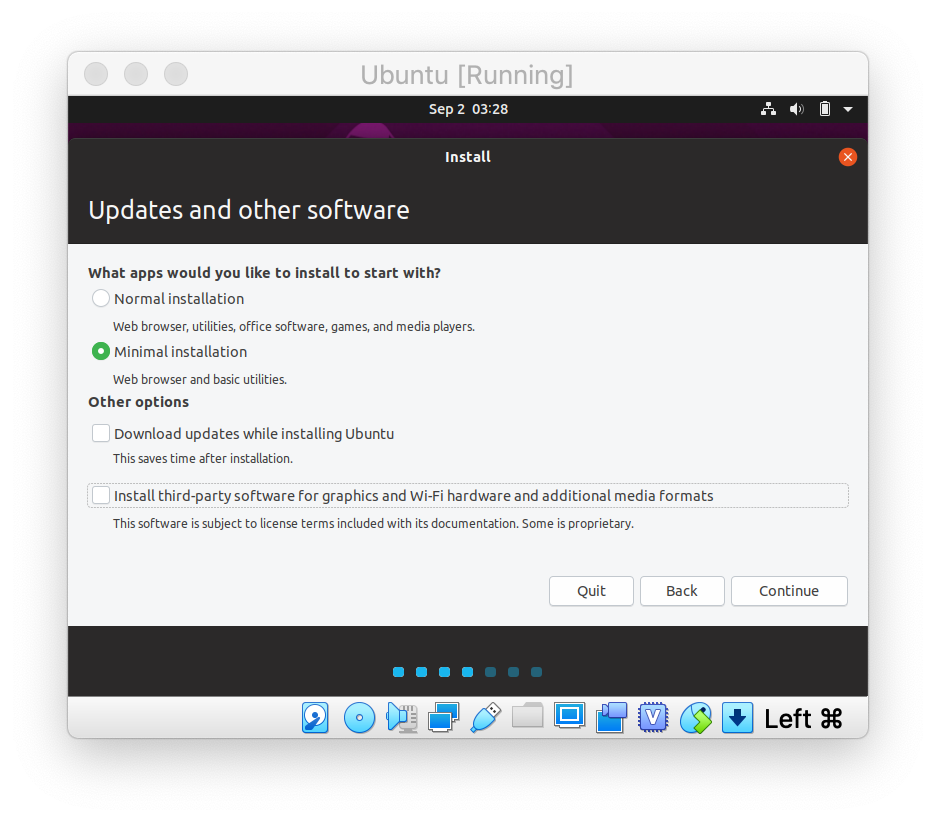 Ubuntu [Running]
Sep 2 03:28
Install
Updates and other software
What apps would you like to install to start with?
Normal installation
Web browser, utilities, office software, games, and media players.
Minimal installation
Web browser and basic utilities.
Other options
Download updates while installing Ubuntu
This saves time after installation.
Install third-party software for graphics and Wi-Fi hardware and additional media formats
This software is subject to license terms included with its documentation. Some is proprietary.
Quit Back Continue
V Left ⌘